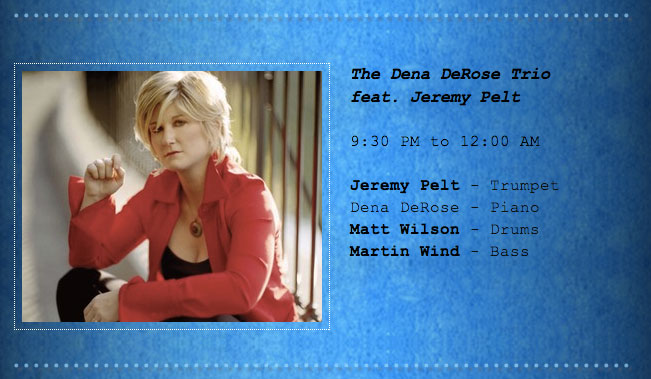 The Dena DeRose Trio
feat. Jeremy Pelt
9:30 PM to 12:00 AM
Jeremy Pelt - Trumpet
Dena DeRose - Piano
Matt Wilson - Drums
Martin Wind - Bass